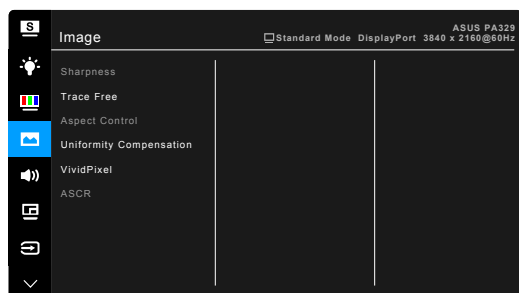 S
Image
ASUS PA329
Standard Mode DisplayPort 3840 x 2160@60Hz
Sharpness
Trace Free
Aspect Control
Uniformity Compensation
VividPixel
ASCR